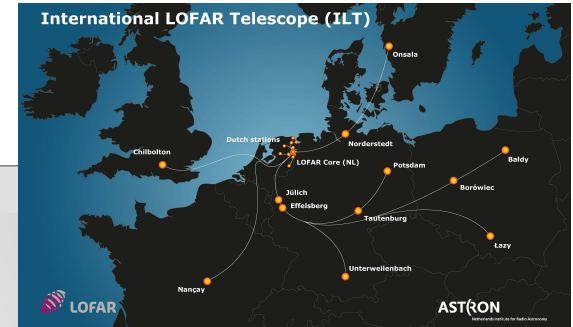 International LOFAR Telescope (ILT)
Onsala
Dutch stations
Norderstedt
Chilbolton
LOFAR Core (NL)
Potsdam
Bałdy
Jülich
Borówiec
Effelsberg
Tautenburg
Łazy
Unterweilenbach
Nançay
LOFAR
ASTRON
Netherlands Institute for Radio Astronomy